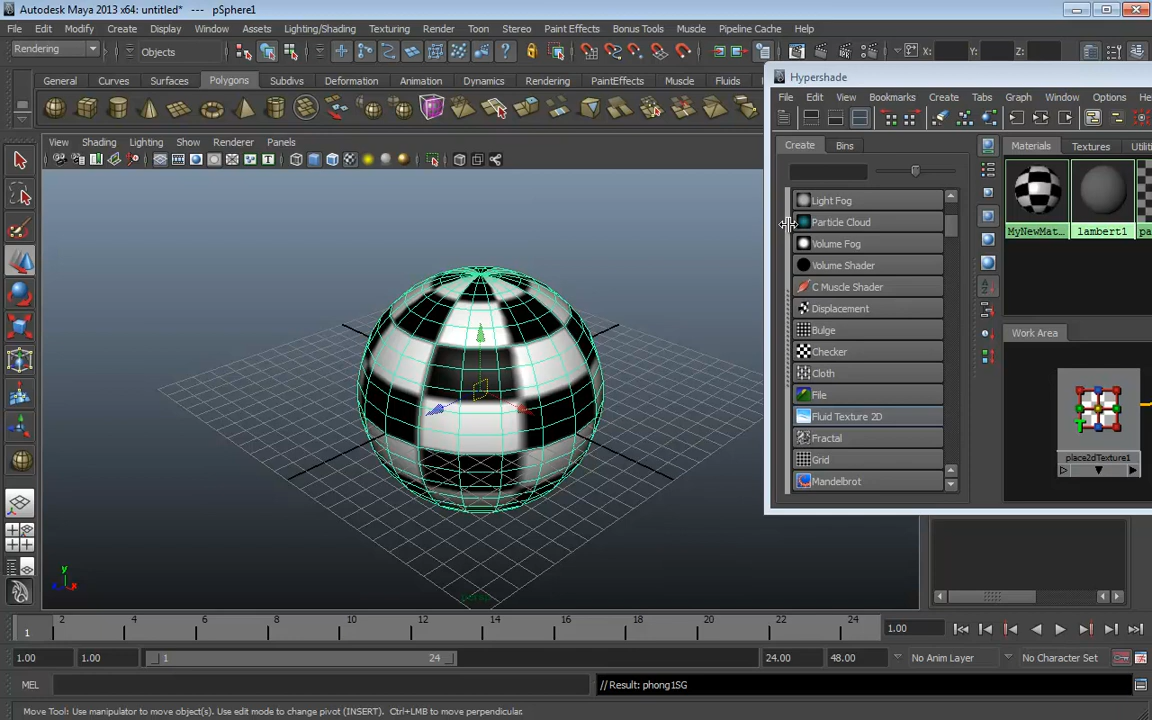 Autodesk Maya 2013 x64: untitled* --- pSphere1
File Edit Modify Create Display Window Assets Lighting/Shading Texturing Render Toon Stereo Paint Effects Bonus Tools Muscle Pipeline Cache Help
Rendering Objects X: Y: Z:
General Curves Surfaces Polygons Subdivs Deformation Animation Dynamics Rendering PaintEffects Muscle Fluids
Hypershade
File Edit View Bookmarks Create Tabs Graph Window Options
View Shading Lighting Show Renderer Panels
Create Bins
Materials Textures
Light Fog
Particle Cloud
Volume Fog
Volume Shader
C Muscle Shader
Displacement
Bulge
Checker
Cloth
File
Fluid Texture 2D
Fractal
Grid
Mandelbrot
MyNewMat... lambert1
Work Area
place2dTexture1
y
x
persp
2 4 6 8 10 12 14 16 18 20 22 24
1 1.00
1.00 1.00 1 24 24.00 48.00 No Anim Layer No Character Set
MEL // Result: phong1SG
Move Tool: Use manipulator to move object(s). Use edit mode to change pivot (INSERT). Ctrl+LMB to move perpendicular.